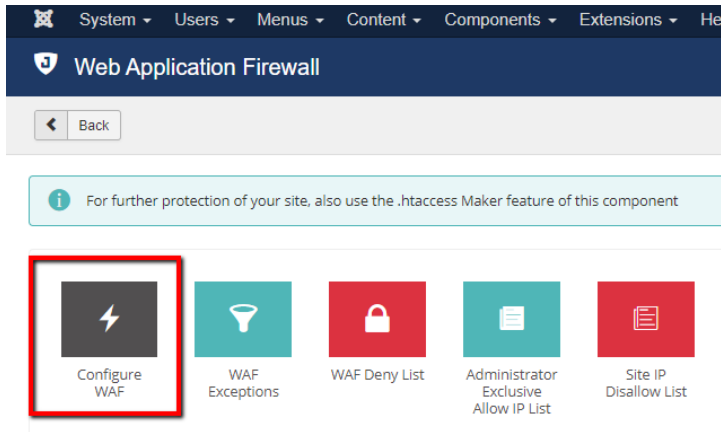 System Users Menus Content Components Extensions He
Web Application Firewall
Back
For further protection of your site, also use the .htaccess Maker feature of this component
Configure
WAF
WAF
Exceptions
WAF Deny List
Administrator
Exclusive
Allow IP List
Site IP
Disallow List